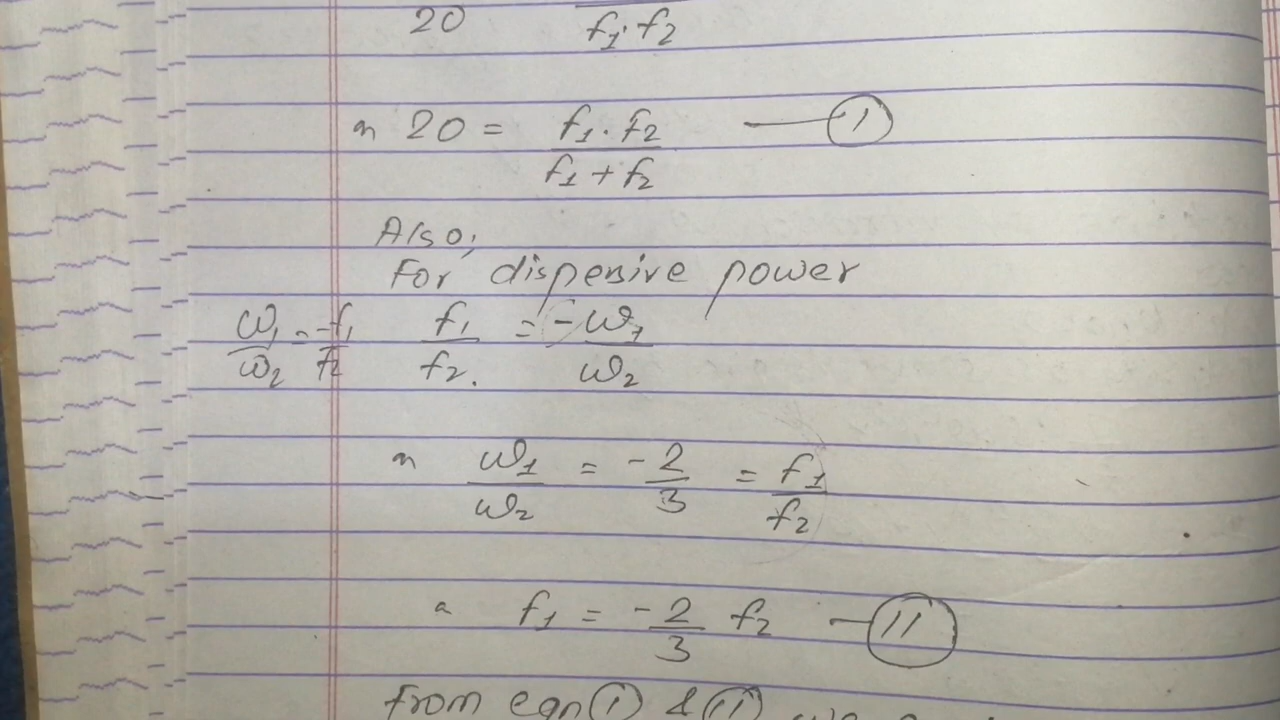 20 f₁·f₂
n 20 = f₁·f₂ / f₁ + f₂ — (I)
Also,
For dispersive power
ω₁/ω₂ = -f₁/f₂ f₁/f₂. = -ω₁/ω₂
n ω₁/ω₂ = -2/3 = f₁/f₂
a f₁ = -2/3 f₂ — (II)
from eqn (I) & (II)